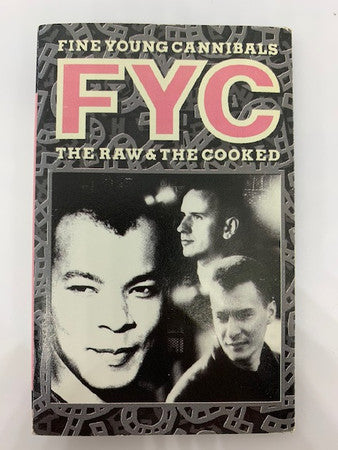 FINE YOUNG CANNIBALS
FYC
THE RAW & THE COOKED